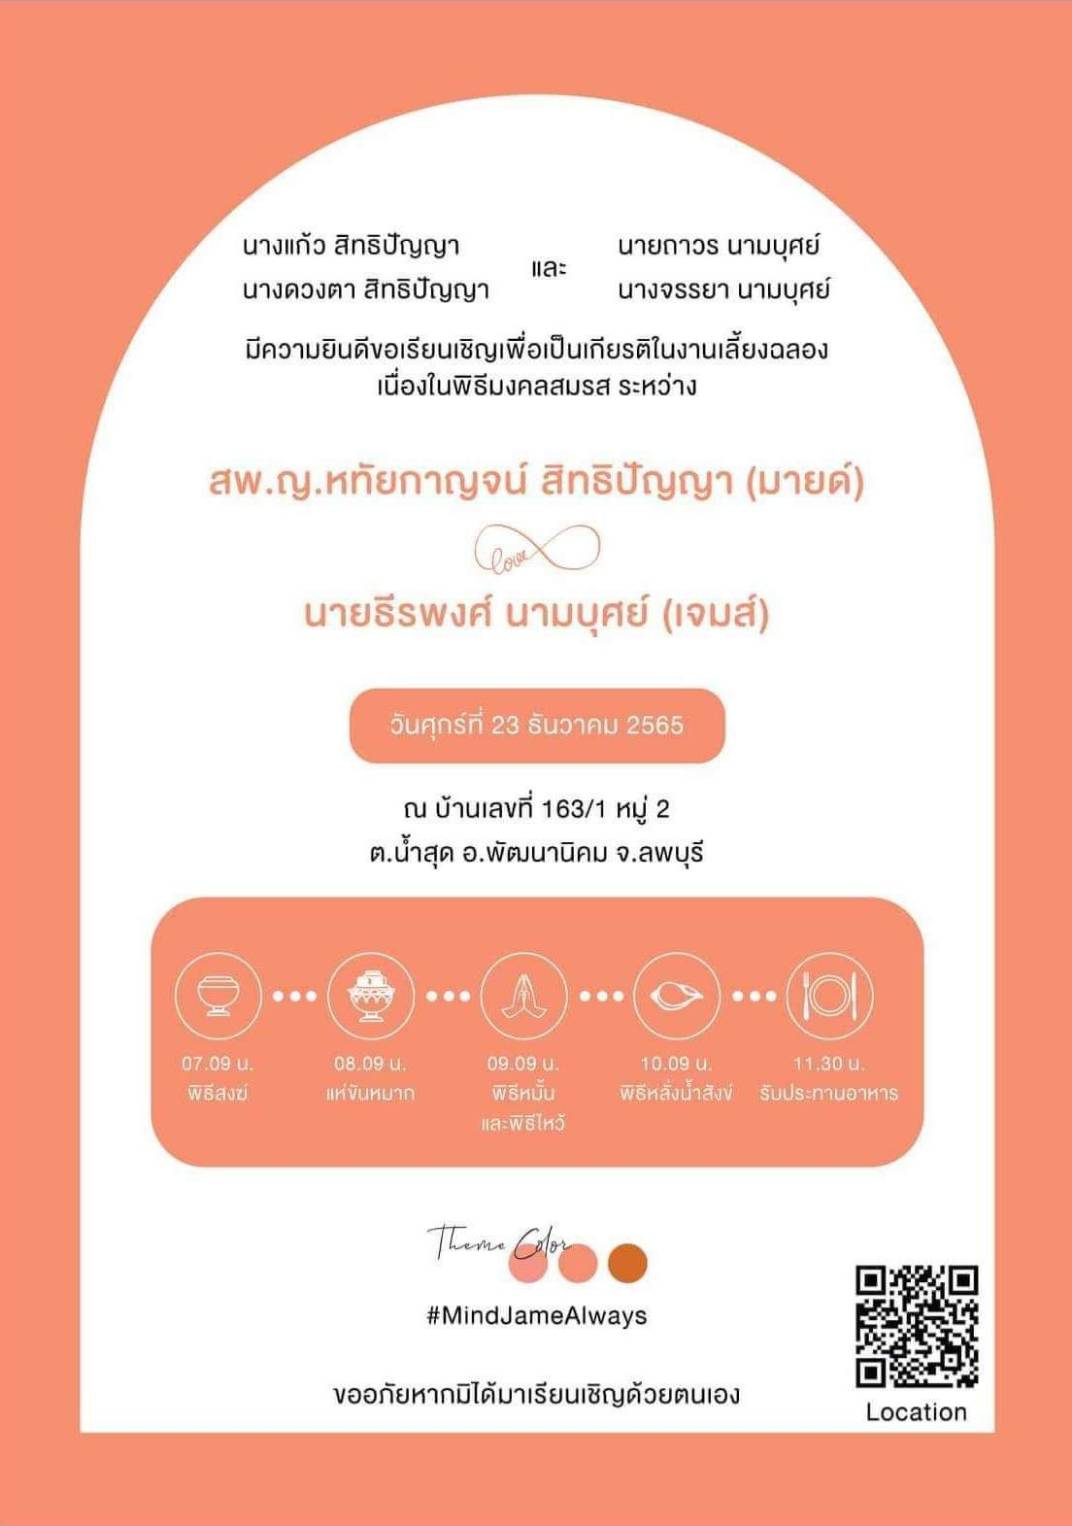 นางแก้ว สิทธิปัญญา
นางดวงตา สิทธิปัญญา
และ
นายถาวร นามบุศย์
นางจรรยา นามบุศย์
มีความยินดีขอเรียนเชิญเพื่อเป็นเกียรติในงานเลี้ยงฉลอง
เนื่องในพิธีมงคลสมรส ระหว่าง
สพ.ญ.หทัยกาญจน์ สิทธิปัญญา (มายด์)
love
นายธีรพงศ์ นามบุศย์ (เจมส์)
วันศุกร์ที่ 23 ธันวาคม 2565
ณ บ้านเลขที่ 163/1 หมู่ 2
ต.น้ำสุด อ.พัฒนานิคม จ.ลพบุรี
07.09 น.
พิธีสงฆ์
08.09 น.
แห่ขันหมาก
09.09 น.
พิธีหมั้น
และพิธีไหว้
10.09 น.
พิธีหลั่งน้ำสังข์
11.30 น.
รับประทานอาหาร
Theme Color
#MindJameAlways
ขออภัยหากมิได้มาเรียนเชิญด้วยตนเอง
Location